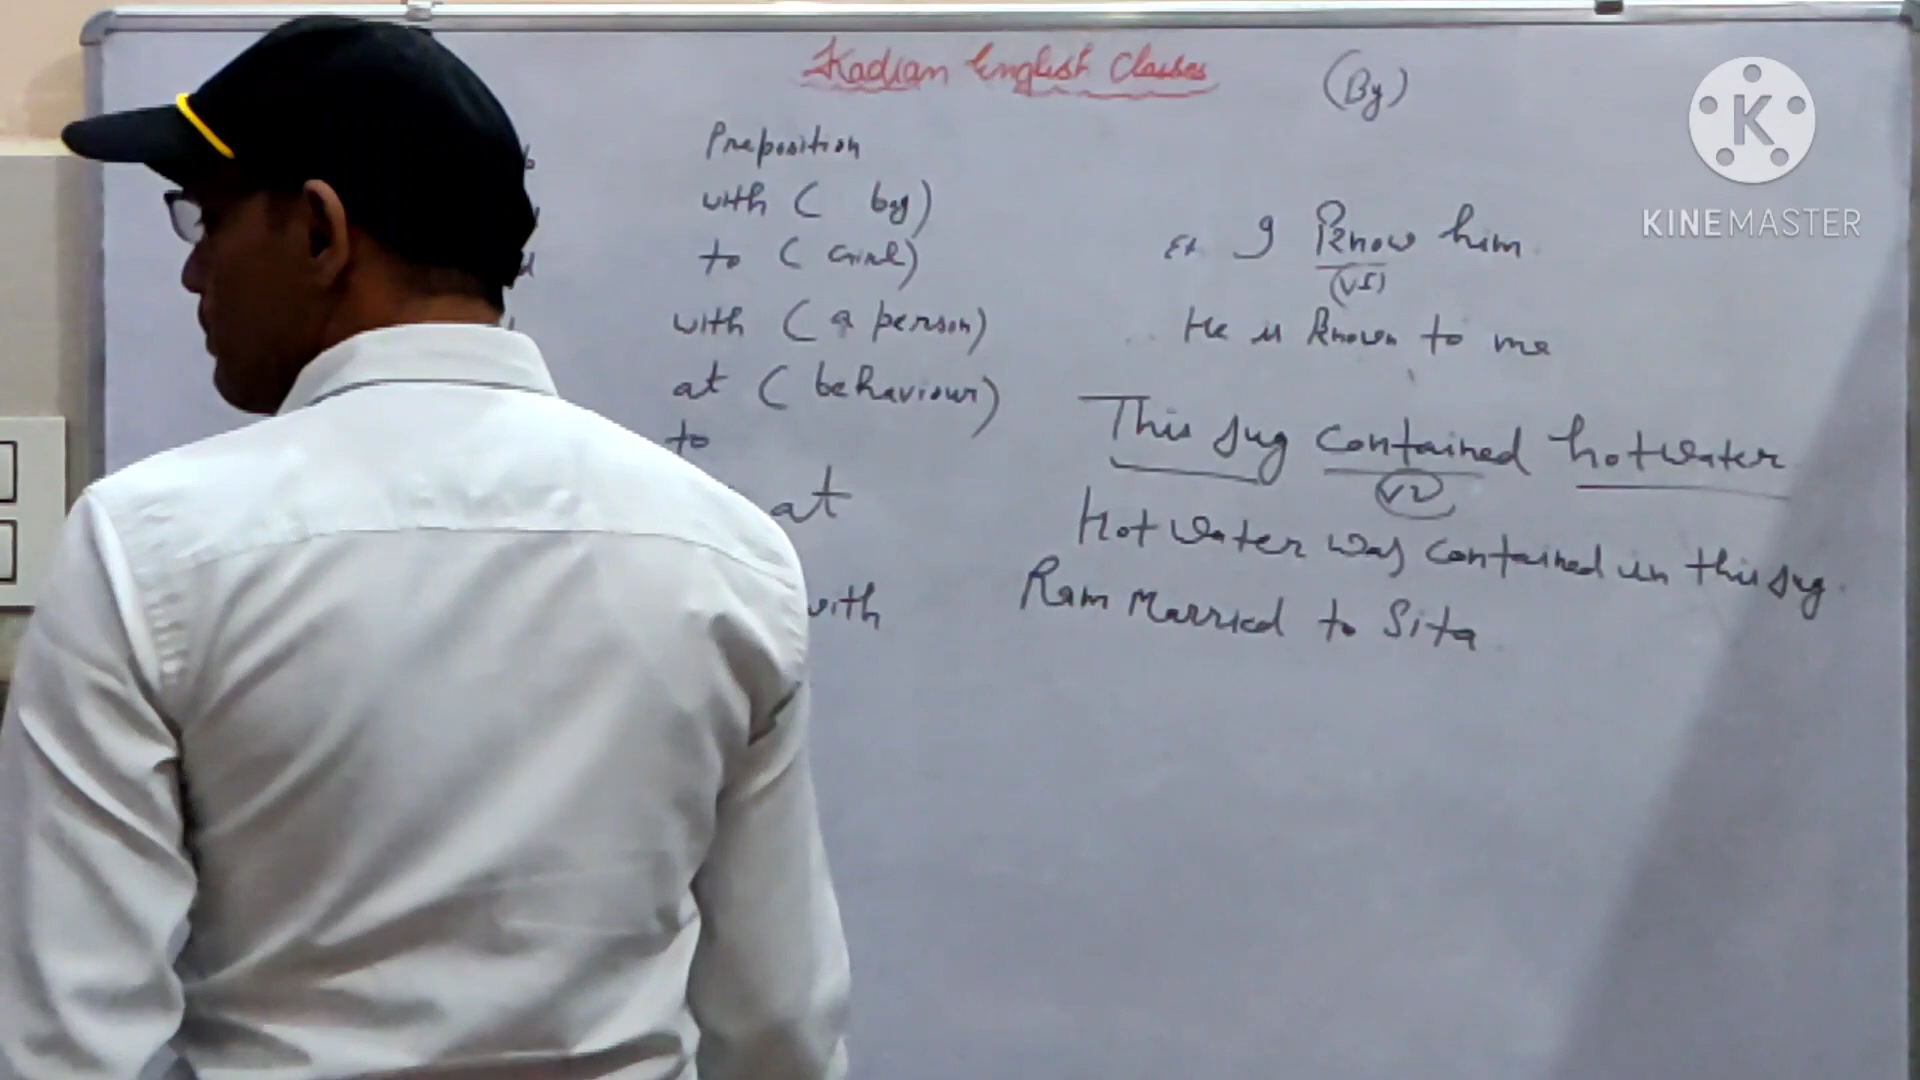 Kadian English Classes
(By)
K
KINEMASTER
Preposition
with ( boy)
to ( Girl)
with ( a person)
at ( behaviour)
to
at
with
Ex I Know him
(V1)
He is Known to me
This Jug contained hot water
V2
Hot water was contained in this Jug.
Ram Married to Sita